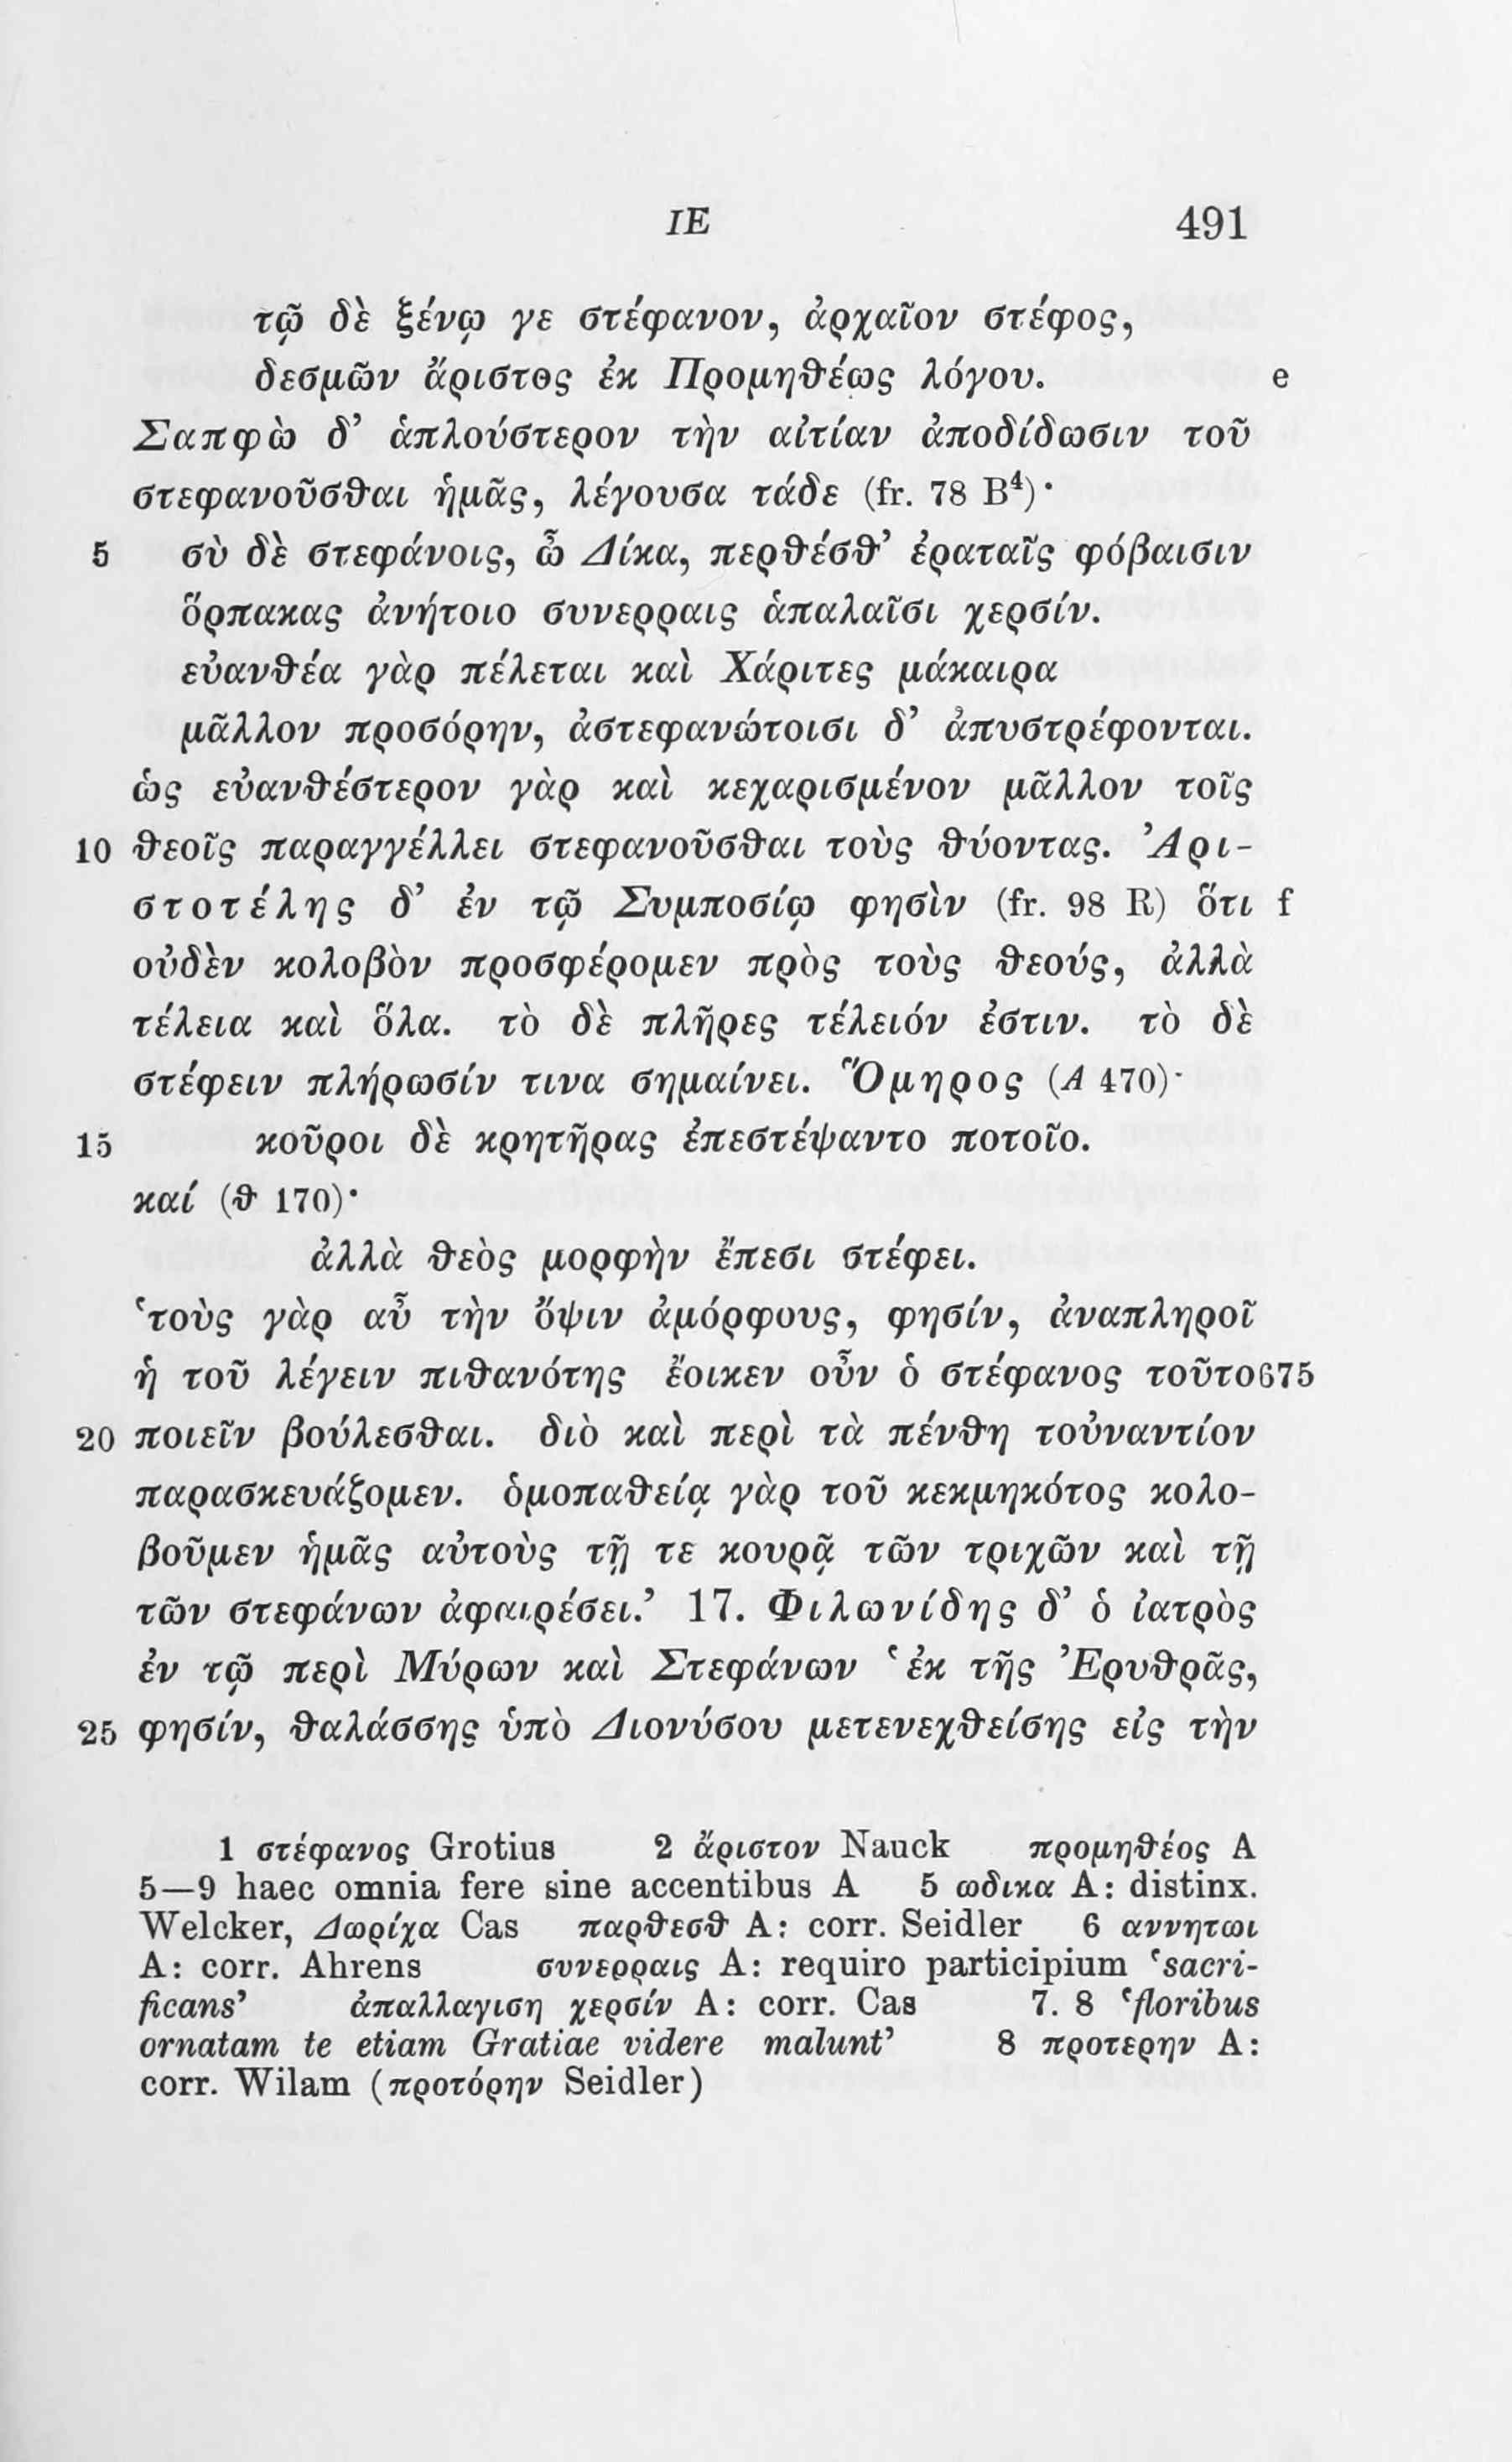 ΙΕ 491
τῷ δὲ ξένῳ γε στέφανον, ἀρχαῖον στέφος,
δεσμῶν ἄριστος ἐκ Προμηθέως λόγου. e
Σαπφὼ δ’ ἁπλούστερον τὴν αἰτίαν ἀποδίδωσιν τοῦ
στεφανοῦσθαι ἡμᾶς, λέγουσα τάδε (fr. 78 B⁴)·
5 σὺ δὲ στεφάνοις, ὦ Δίκα, περθέσθ’ ἐραταῖς φόβαισιν
ὄρπακας ἀνήτοιο συνερραις ἁπαλαῖσι χερσίν.
εὐανθέα γὰρ πέλεται καὶ Χάριτες μάκαιρα
μᾶλλον προσόρην, ἀστεφανώτοισι δ’ ἀπυστρέφονται.
ὡς εὐανθέστερον γὰρ καὶ κεχαρισμένον μᾶλλον τοῖς
10 θεοῖς παραγγέλλει στεφανοῦσθαι τοὺς θύοντας. Ἀρι-
στοτέλης δ’ ἐν τῷ Συμποσίῳ φησὶν (fr. 98 R) ὅτι f
οὐδὲν κολοβὸν προσφέρομεν πρὸς τοὺς θεούς, ἀλλὰ
τέλεια καὶ ὅλα. τὸ δὲ πλῆρες τέλειόν ἐστιν. τὸ δὲ
στέφειν πλήρωσίν τινα σημαίνει. Ὅμηρος (Α 470)·
15 κοῦροι δὲ κρητῆρας ἐπεστέψαντο ποτοῖο.
καί (θ 170)·
ἀλλὰ θεὸς μορφὴν ἔπεσι στέφει.
‘τοὺς γὰρ αὖ τὴν ὄψιν ἀμόρφους, φησίν, ἀναπληροῖ
ἡ τοῦ λέγειν πιθανότης ἔοικεν οὖν ὁ στέφανος τοῦτο 675
20 ποιεῖν βούλεσθαι. διὸ καὶ περὶ τὰ πένθη τοὐναντίον
παρασκευάζομεν. ὁμοπαθείᾳ γὰρ τοῦ κεκμηκότος κολο-
βοῦμεν ἡμᾶς αὐτοὺς τῇ τε κουρᾷ τῶν τριχῶν καὶ τῇ
τῶν στεφάνων ἀφαιρέσει.’ 17. Φιλωνίδης δ’ ὁ ἰατρὸς
ἐν τῷ περὶ Μύρων καὶ Στεφάνων ‘ἐκ τῆς Ἐρυθρᾶς,
25 φησίν, θαλάσσης ὑπὸ Διονύσου μετενεχθείσης εἰς τὴν
1 στέφανος Grotius 2 ἄριστον Nauck προμηθέος A
5—9 haec omnia fere sine accentibus A 5 ωδικα A: distinx.
Welcker, Δωρίχα Cas παρθεσθ A: corr. Seidler 6 αννητωι
A: corr. Ahrens συνερραις A: requiro participium ‘sacri-
ficans’ ἀπαλλαγιση χερσίν A: corr. Cas 7. 8 ‘floribus
ornatam te etiam Gratiae videre malunt’ 8 προτερην A:
corr. Wilam (προτόρην Seidler)